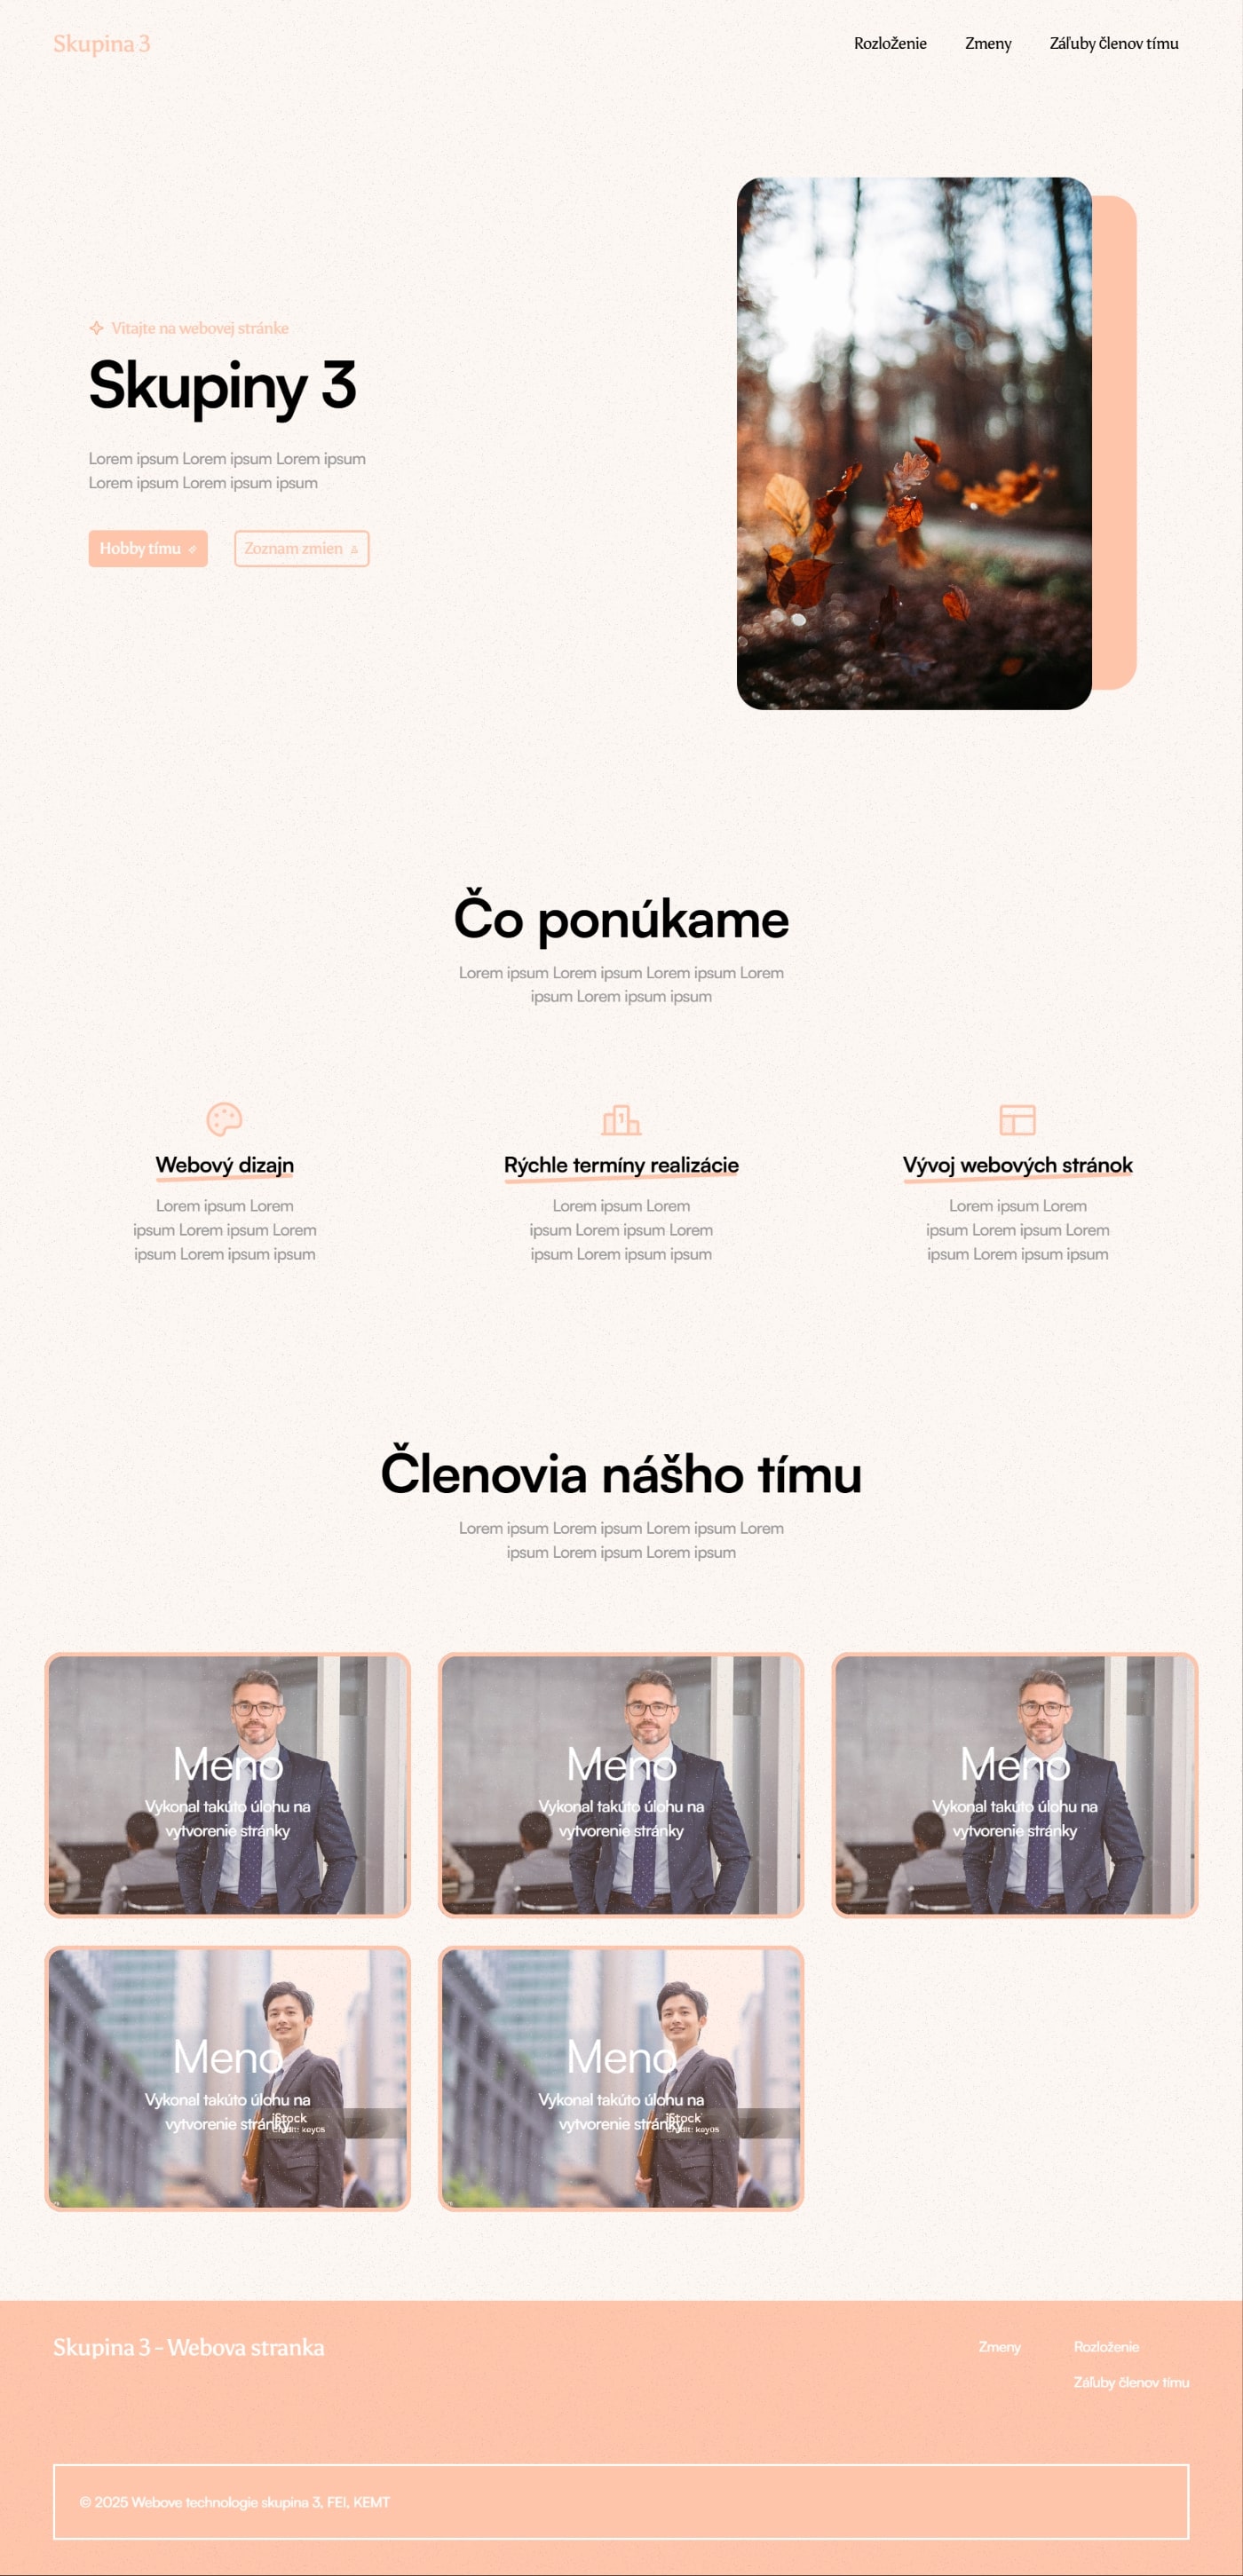 Skupina 3
Rozloženie
Zmeny
Záľuby členov tímu
Vitajte na webovej stránke
Skupiny 3
Lorem ipsum Lorem ipsum Lorem ipsum
Lorem ipsum Lorem ipsum ipsum
Hobby tímu
Zoznam zmien
Čo ponúkame
Lorem ipsum Lorem ipsum Lorem ipsum Lorem
ipsum Lorem ipsum ipsum
Webový dizajn
Lorem ipsum Lorem
ipsum Lorem ipsum Lorem
ipsum Lorem ipsum ipsum
Rýchle termíny realizácie
Lorem ipsum Lorem
ipsum Lorem ipsum Lorem
ipsum Lorem ipsum ipsum
Vývoj webových stránok
Lorem ipsum Lorem
ipsum Lorem ipsum Lorem
ipsum Lorem ipsum ipsum
Členovia nášho tímu
Lorem ipsum Lorem ipsum Lorem ipsum Lorem
ipsum Lorem ipsum Lorem ipsum
Meno
Vykonal takúto úlohu na
vytvorenie stránky
Meno
Vykonal takúto úlohu na
vytvorenie stránky
Meno
Vykonal takúto úlohu na
vytvorenie stránky
Meno
Vykonal takúto úlohu na
vytvorenie stránky
iStock
Credit: key05
Meno
Vykonal takúto úlohu na
vytvorenie stránky
iStock
Credit: key05
Skupina 3 - Webova stranka
Zmeny
Rozloženie
Záľuby členov tímu
© 2025 Webove technologie skupina 3, FEI, KEMT